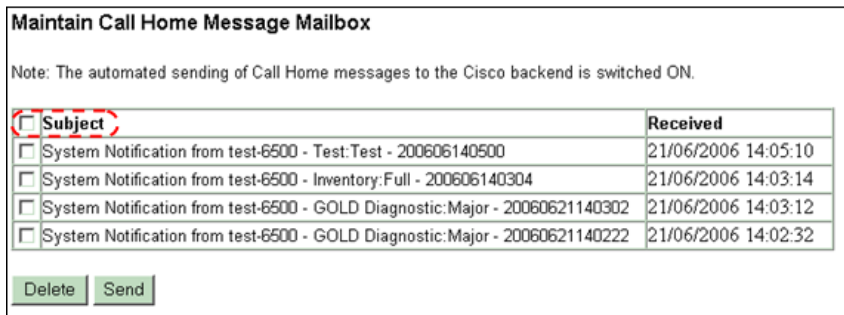 Maintain Call Home Message Mailbox
Note: The automated sending of Call Home messages to the Cisco backend is switched ON.
Subject Received
System Notification from test-6500 - Test:Test - 200606140500 21/06/2006 14:05:10
System Notification from test-6500 - Inventory:Full - 200606140304 21/06/2006 14:03:14
System Notification from test-6500 - GOLD Diagnostic:Major - 20060621140302 21/06/2006 14:03:12
System Notification from test-6500 - GOLD Diagnostic:Major - 20060621140222 21/06/2006 14:02:32
Delete Send